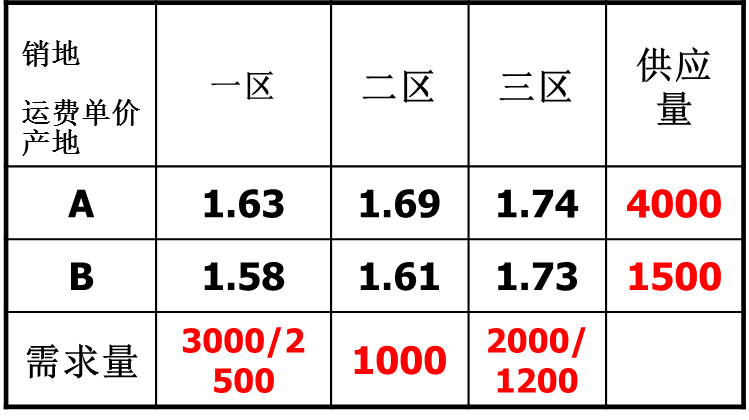 销地
运费单价
产地
一区
二区
三区
供应
量
A
1.63
1.69
1.74
4000
B
1.58
1.61
1.73
1500
需求量
3000/2
500
1000
2000/
1200